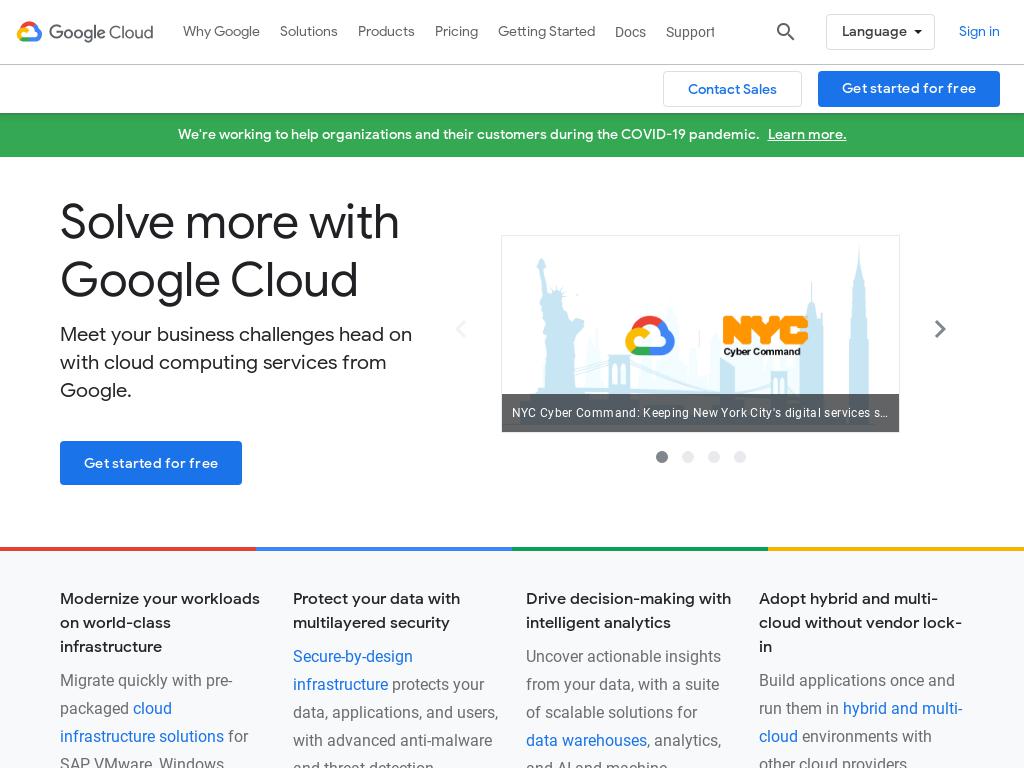 Google Cloud
Why Google
Solutions
Products
Pricing
Getting Started
Docs
Support
Language
Sign in
Contact Sales
Get started for free
We're working to help organizations and their customers during the COVID-19 pandemic. Learn more.
Solve more with
Google Cloud
Meet your business challenges head on
with cloud computing services from
Google.
Get started for free
NYC
Cyber Command
NYC Cyber Command: Keeping New York City's digital services s...
Modernize your workloads
on world-class
infrastructure
Migrate quickly with pre-
packaged cloud
infrastructure solutions for
SAP, VMware, Windows,
Protect your data with
multilayered security
Secure-by-design
infrastructure protects your
data, applications, and users,
with advanced anti-malware
and threat detection
Drive decision-making with
intelligent analytics
Uncover actionable insights
from your data, with a suite
of scalable solutions for
data warehouses, analytics,
and AI and machine
Adopt hybrid and multi-
cloud without vendor lock-
in
Build applications once and
run them in hybrid and multi-
cloud environments with
other cloud providers